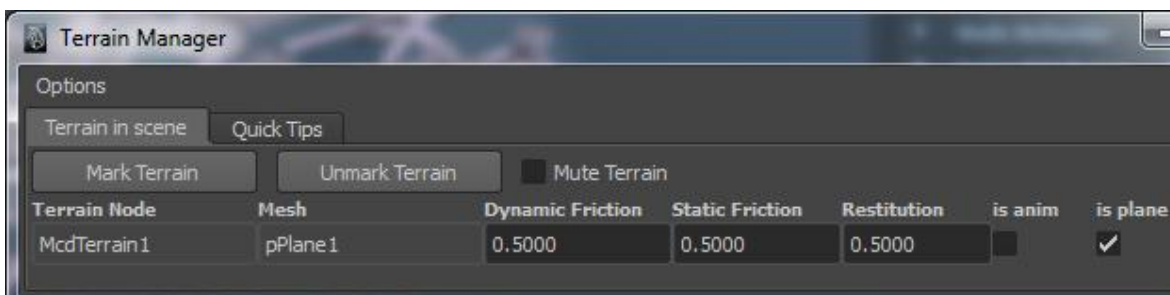 Terrain Manager
Options
Terrain in scene Quick Tips
Mark Terrain Unmark Terrain Mute Terrain
Terrain Node Mesh Dynamic Friction Static Friction Restitution is anim is plane
McdTerrain1 pPlane1 0.5000 0.5000 0.5000